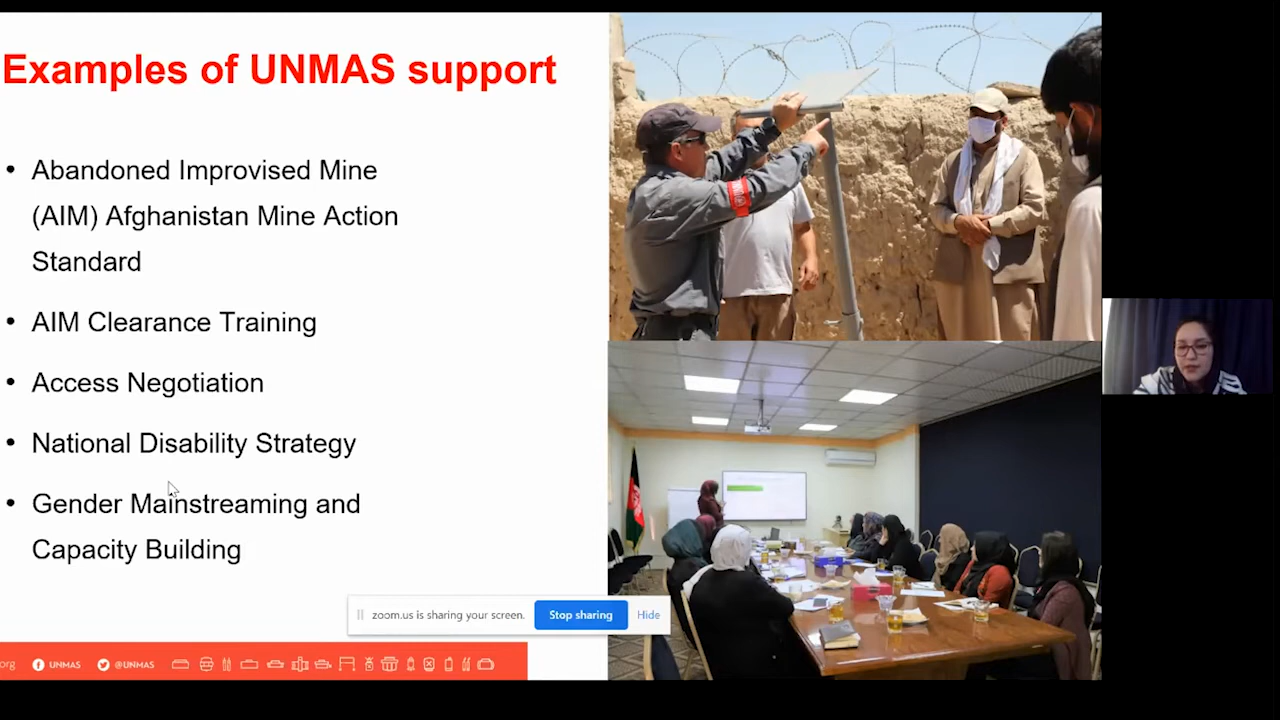 Examples of UNMAS support
• Abandoned Improvised Mine
(AIM) Afghanistan Mine Action
Standard
• AIM Clearance Training
• Access Negotiation
• National Disability Strategy
• Gender Mainstreaming and
Capacity Building
zoom.us is sharing your screen.
Stop sharing
Hide
org
UNMAS
@UNMAS